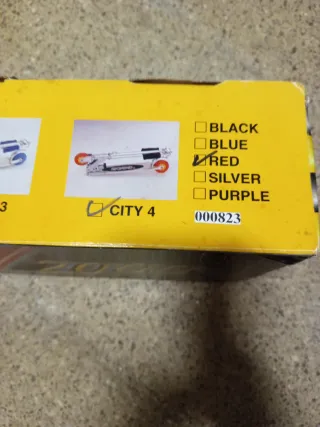 BLACK
BLUE
RED
SILVER
PURPLE
3
CITY 4
000823